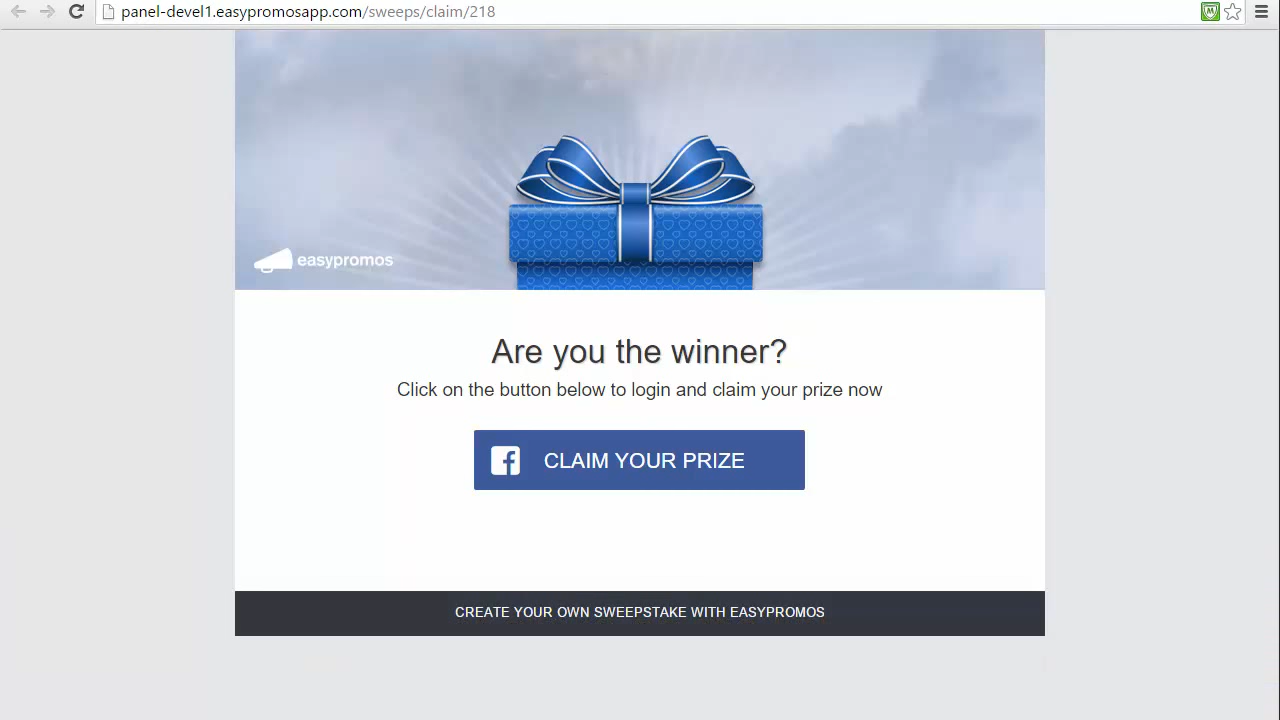 panel-devel1.easypromosapp.com/sweeps/claim/218
easypromos
Are you the winner?
Click on the button below to login and claim your prize now
CLAIM YOUR PRIZE
CREATE YOUR OWN SWEEPSTAKE WITH EASYPROMOS